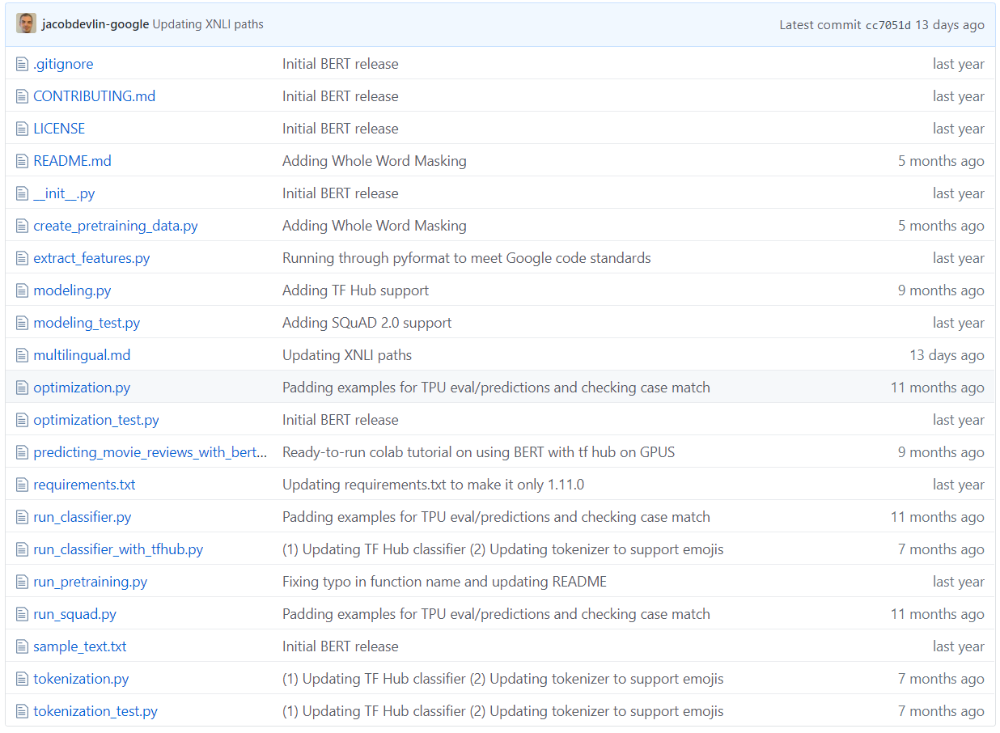 jacobdevlin-google Updating XNLI paths Latest commit cc7051d 13 days ago
.gitignore Initial BERT release last year
CONTRIBUTING.md Initial BERT release last year
LICENSE Initial BERT release last year
README.md Adding Whole Word Masking 5 months ago
__init__.py Initial BERT release last year
create_pretraining_data.py Adding Whole Word Masking 5 months ago
extract_features.py Running through pyformat to meet Google code standards last year
modeling.py Adding TF Hub support 9 months ago
modeling_test.py Adding SQuAD 2.0 support last year
multilingual.md Updating XNLI paths 13 days ago
optimization.py Padding examples for TPU eval/predictions and checking case match 11 months ago
optimization_test.py Initial BERT release last year
predicting_movie_reviews_with_bert... Ready-to-run colab tutorial on using BERT with tf hub on GPUS 9 months ago
requirements.txt Updating requirements.txt to make it only 1.11.0 last year
run_classifier.py Padding examples for TPU eval/predictions and checking case match 11 months ago
run_classifier_with_tfhub.py (1) Updating TF Hub classifier (2) Updating tokenizer to support emojis 7 months ago
run_pretraining.py Fixing typo in function name and updating README last year
run_squad.py Padding examples for TPU eval/predictions and checking case match 11 months ago
sample_text.txt Initial BERT release last year
tokenization.py (1) Updating TF Hub classifier (2) Updating tokenizer to support emojis 7 months ago
tokenization_test.py (1) Updating TF Hub classifier (2) Updating tokenizer to support emojis 7 months ago